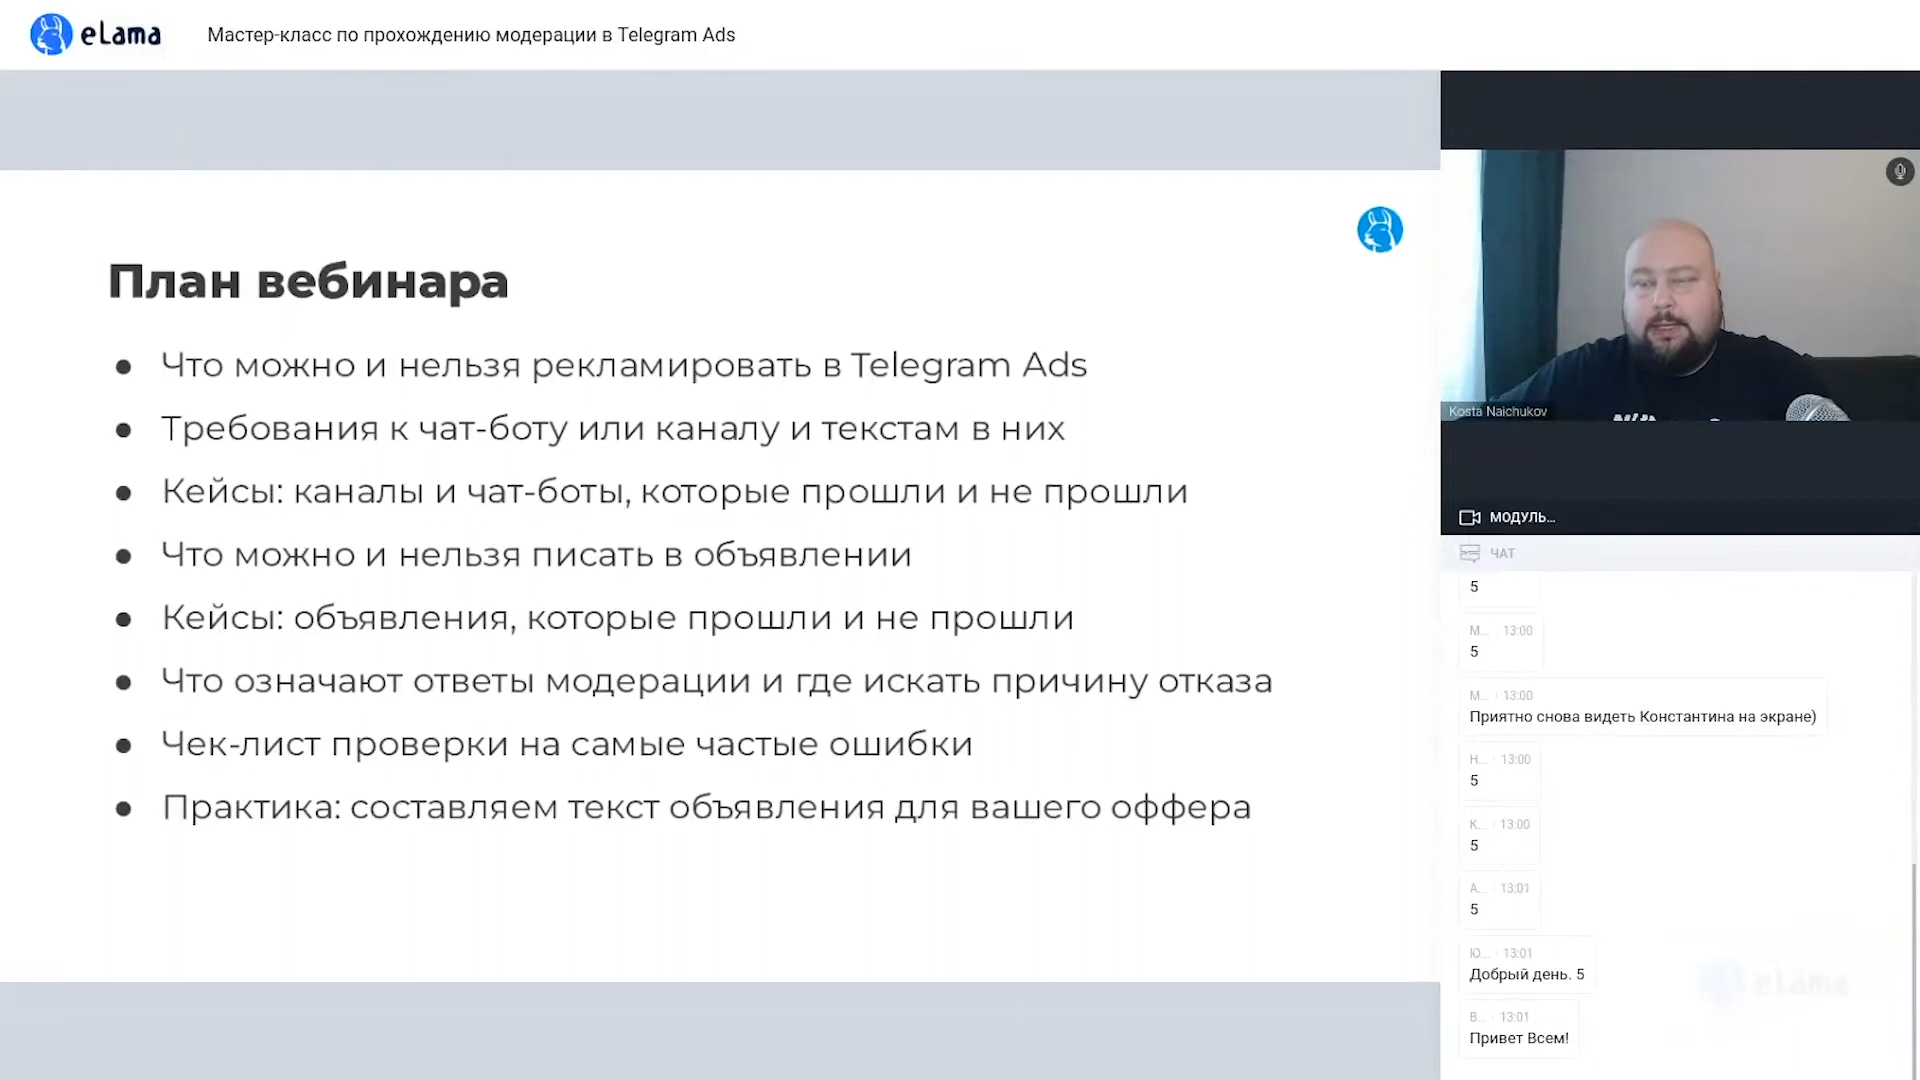 eLama
Мастер-класс по прохождению модерации в Telegram Ads
План вебинара
● Что можно и нельзя рекламировать в Telegram Ads
● Требования к чат-боту или каналу и текстам в них
● Кейсы: каналы и чат-боты, которые прошли и не прошли
● Что можно и нельзя писать в объявлении
● Кейсы: объявления, которые прошли и не прошли
● Что означают ответы модерации и где искать причину отказа
● Чек-лист проверки на самые частые ошибки
● Практика: составляем текст объявления для вашего оффера
Kosta Naichukov
МОДУЛЬ...
ЧАТ
5
М... 13:00
5
М... 13:00
Приятно снова видеть Константина на экране)
Н... 13:00
5
К... 13:00
5
А... 13:01
5
Ю... 13:01
Добрый день. 5
В... 13:01
Привет Всем!
eLama